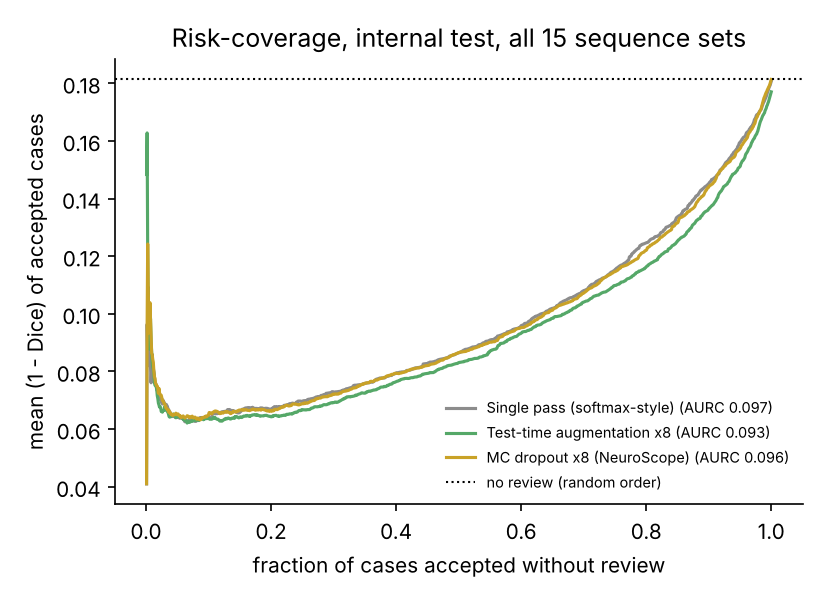 Risk-coverage, internal test, all 15 sequence sets
mean (1 - Dice) of accepted cases
0.18
0.16
0.14
0.12
0.10
0.08
0.06
0.04
Single pass (softmax-style) (AURC 0.097)
Test-time augmentation x8 (AURC 0.093)
MC dropout x8 (NeuroScope) (AURC 0.096)
no review (random order)
0.0 0.2 0.4 0.6 0.8 1.0
fraction of cases accepted without review